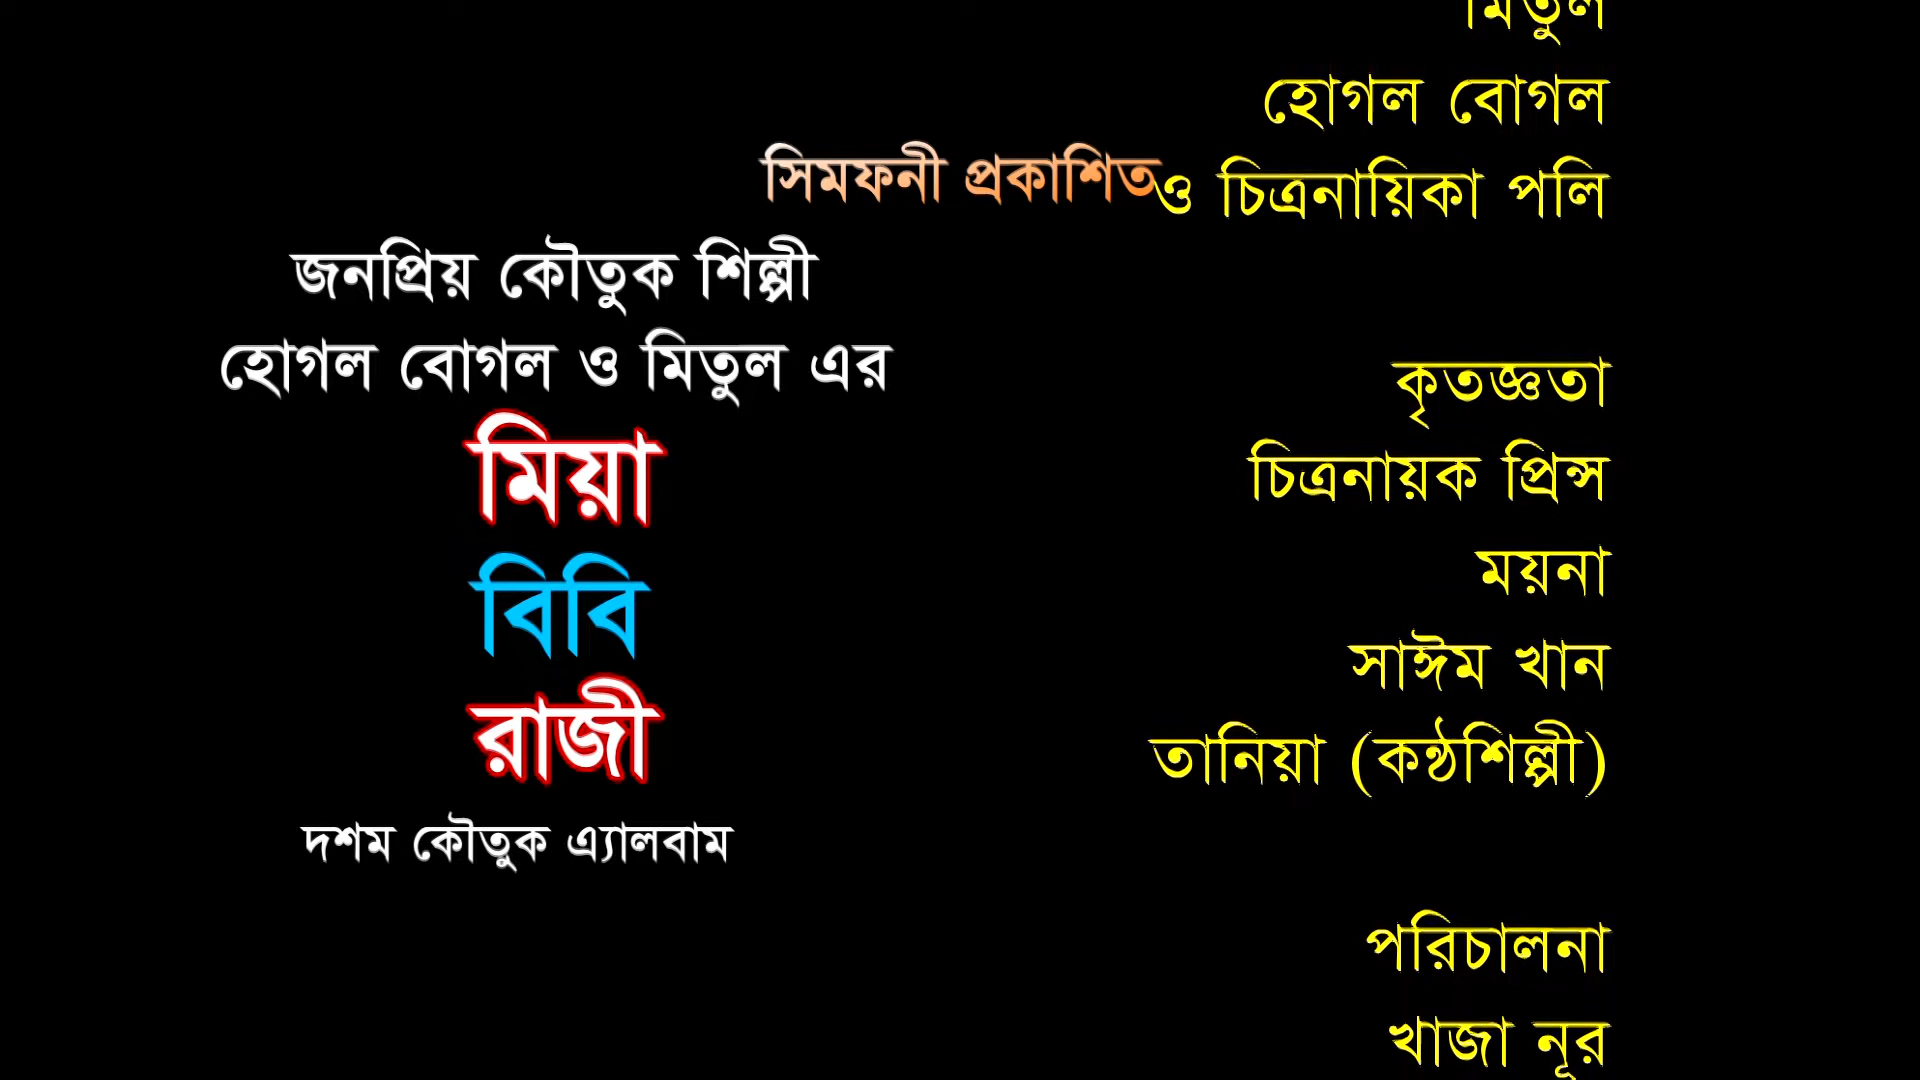 সিমফনী প্রকাশিত
জনপ্রিয় কৌতুক শিল্পী
হোগল বোগল ও মিতুল এর
মিয়া
বিবি
রাজী
দশম কৌতুক এ্যালবাম
মিতুল
হোগল বোগল
ও চিত্রনায়িকা পলি
কৃতজ্ঞতা
চিত্রনায়ক প্রিন্স
ময়না
সাঈম খান
তানিয়া (কন্ঠশিল্পী)
পরিচালনা
খাজা নূর